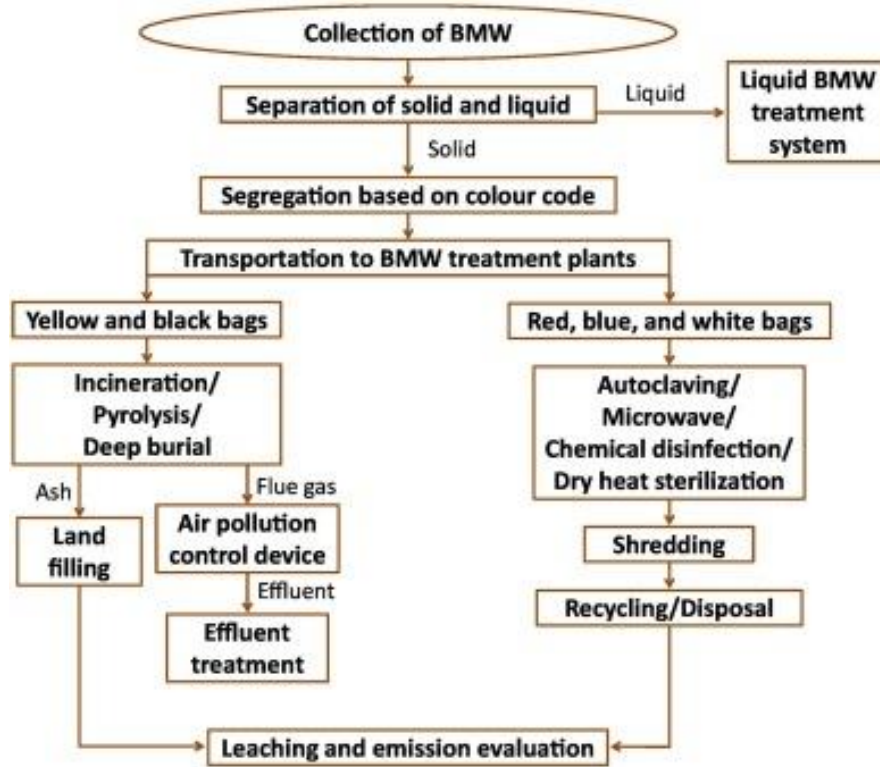 Collection of BMW
Separation of solid and liquid
Liquid
Liquid BMW
treatment
system
Solid
Segregation based on colour code
Transportation to BMW treatment plants
Yellow and black bags
Red, blue, and white bags
Incineration/
Pyrolysis/
Deep burial
Autoclaving/
Microwave/
Chemical disinfection/
Dry heat sterilization
Ash
Flue gas
Land
filling
Air pollution
control device
Shredding
Effluent
Recycling/Disposal
Effluent
treatment
Leaching and emission evaluation